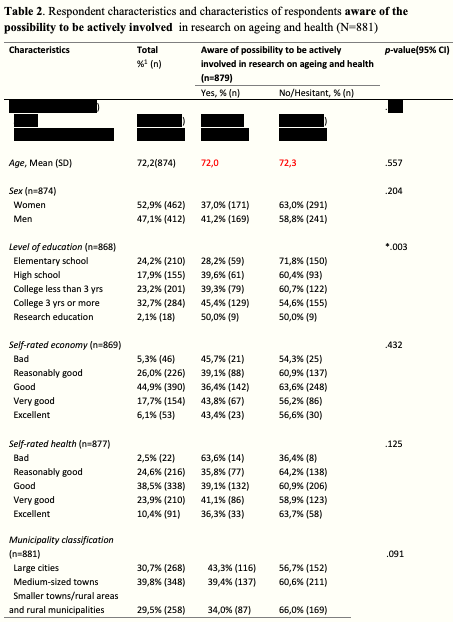 Table 2. Respondent characteristics and characteristics of respondents aware of the
possibility to be actively involved in research on ageing and health (N=881)
Characteristics Total Aware of possibility to be actively p-value(95% CI)
%¹ (n) involved in research on ageing and health
(n=879)
Yes, % (n) No/Hesitant, % (n)
Age, Mean (SD) 72,2(874) 72,0 72,3 .557
Sex (n=874) .204
Women 52,9% (462) 37,0% (171) 63,0% (291)
Men 47,1% (412) 41,2% (169) 58,8% (241)
Level of education (n=868) *.003
Elementary school 24,2% (210) 28,2% (59) 71,8% (150)
High school 17,9% (155) 39,6% (61) 60,4% (93)
College less than 3 yrs 23,2% (201) 39,3% (79) 60,7% (122)
College 3 yrs or more 32,7% (284) 45,4% (129) 54,6% (155)
Research education 2,1% (18) 50,0% (9) 50,0% (9)
Self-rated economy (n=869) .432
Bad 5,3% (46) 45,7% (21) 54,3% (25)
Reasonably good 26,0% (226) 39,1% (88) 60,9% (137)
Good 44,9% (390) 36,4% (142) 63,6% (248)
Very good 17,7% (154) 43,8% (67) 56,2% (86)
Excellent 6,1% (53) 43,4% (23) 56,6% (30)
Self-rated health (n=877) .125
Bad 2,5% (22) 63,6% (14) 36,4% (8)
Reasonably good 24,6% (216) 35,8% (77) 64,2% (138)
Good 38,5% (338) 39,1% (132) 60,9% (206)
Very good 23,9% (210) 41,1% (86) 58,9% (123)
Excellent 10,4% (91) 36,3% (33) 63,7% (58)
Municipality classification
(n=881) .091
Large cities 30,7% (268) 43,3% (116) 56,7% (152)
Medium-sized towns 39,8% (348) 39,4% (137) 60,6% (211)
Smaller towns/rural areas
and rural municipalities 29,5% (258) 34,0% (87) 66,0% (169)